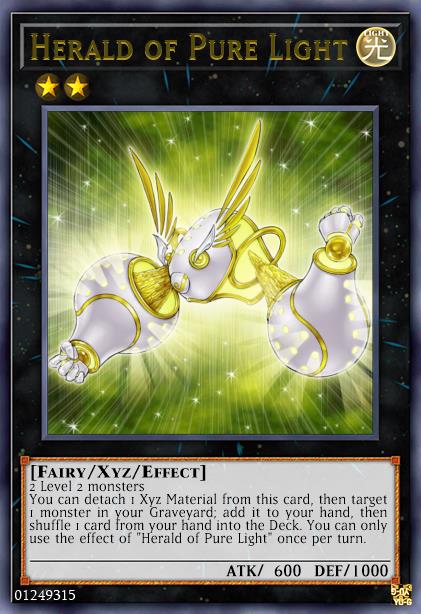 Herald of Pure Light
LIGHT
光
[Fairy/Xyz/Effect]
2 Level 2 monsters
You can detach 1 Xyz Material from this card, then target
1 monster in your Graveyard; add it to your hand, then
shuffle 1 card from your hand into the Deck. You can only
use the effect of "Herald of Pure Light" once per turn.
ATK/ 600 DEF/1000
01249315